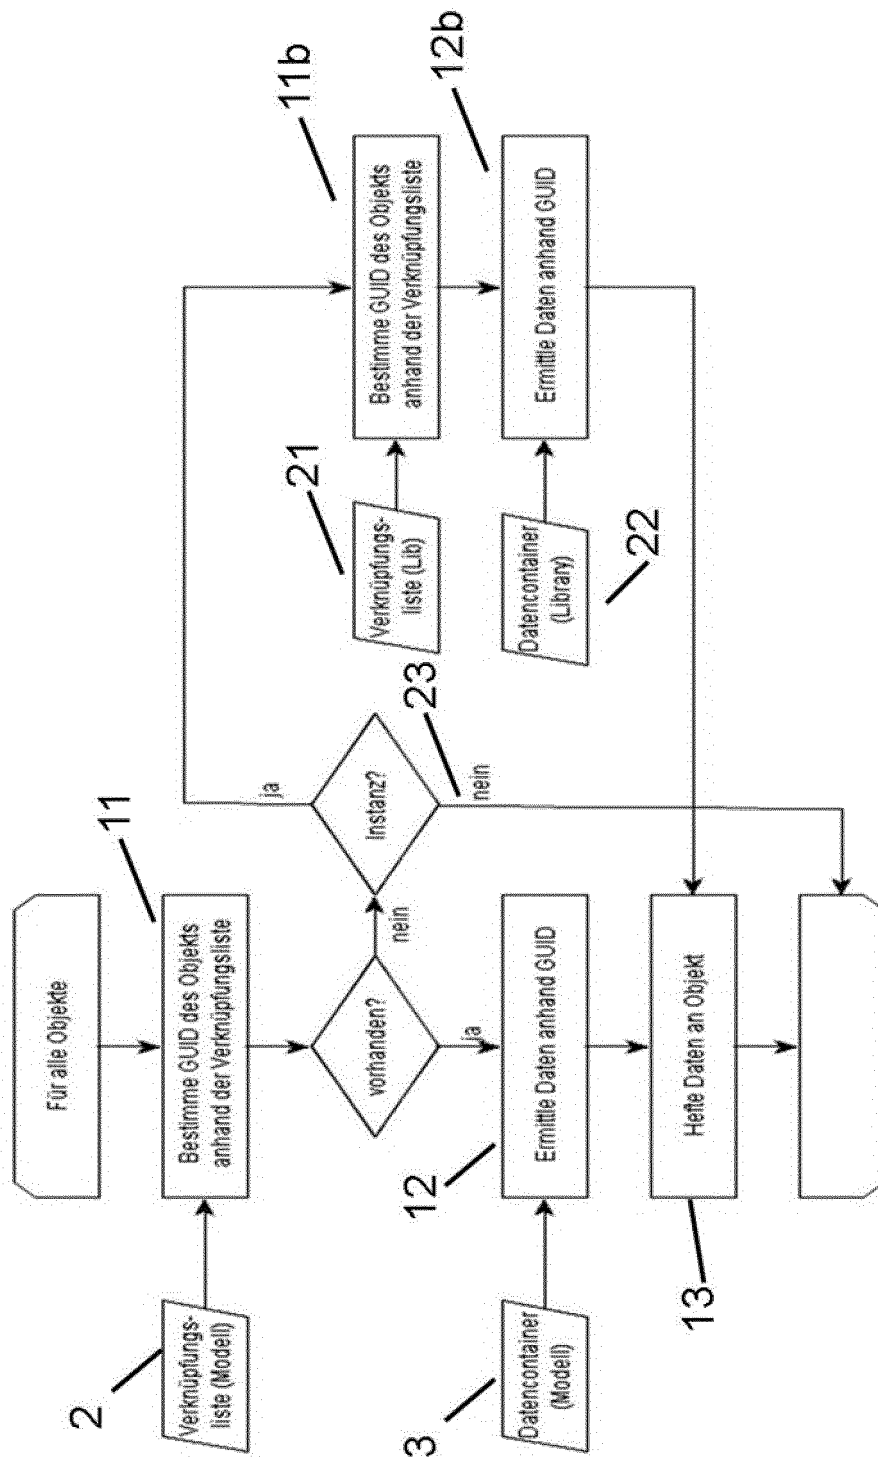 Für alle Objekte
11
2
Verknüpfungs-
liste (Modell)
Bestimme GUID des Objekts
anhand der Verknüpfungsliste
vorhanden?
nein
ja
Instanz?
ja
nein
23
21
Verknüpfungs-
liste (Lib)
11b
Bestimme GUID des Objekts
anhand der Verknüpfungsliste
3
Datencontainer
(Modell)
12
Ermittle Daten anhand GUID
22
Datencontainer
(Library)
12b
Ermittle Daten anhand GUID
13
Hefte Daten an Objekt